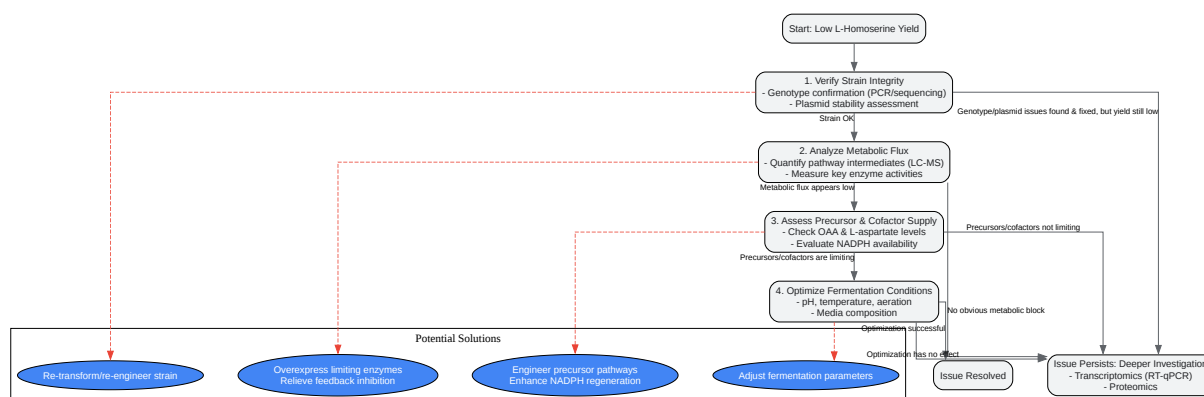 Start: Low L-Homoserine Yield
1. Verify Strain Integrity
- Genotype confirmation (PCR/sequencing)
- Plasmid stability assessment
Genotype/plasmid issues found & fixed, but yield still low
Strain OK
2. Analyze Metabolic Flux
- Quantify pathway intermediates (LC-MS)
- Measure key enzyme activities
Metabolic flux appears low
3. Assess Precursor & Cofactor Supply
- Check OAA & L-aspartate levels
- Evaluate NADPH availability
Precursors/cofactors not limiting
Precursors/cofactors are limiting
4. Optimize Fermentation Conditions
- pH, temperature, aeration
- Media composition
No obvious metabolic block
Optimization successful
Potential Solutions
Optimization has no effect
Re-transform/re-engineer strain
Overexpress limiting enzymes
Relieve feedback inhibition
Engineer precursor pathways
Enhance NADPH regeneration
Adjust fermentation parameters
Issue Resolved
Issue Persists: Deeper Investigation
- Transcriptomics (RT-qPCR)
- Proteomics